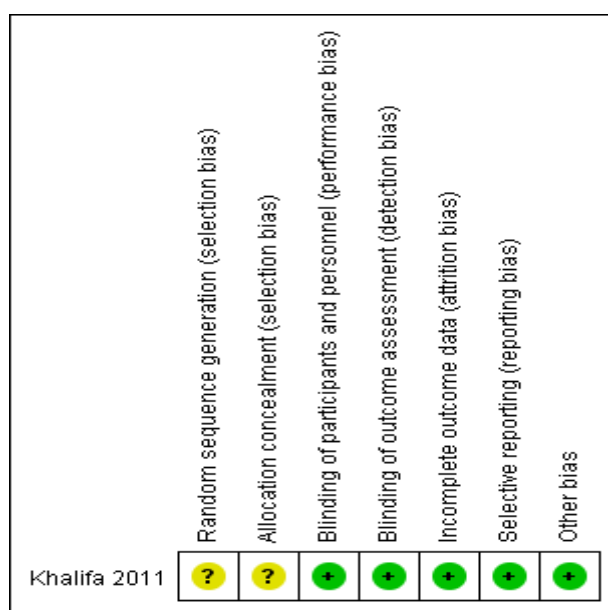 Random sequence generation (selection bias)
Allocation concealment (selection bias)
Blinding of participants and personnel (performance bias)
Blinding of outcome assessment (detection bias)
Incomplete outcome data (attrition bias)
Selective reporting (reporting bias)
Other bias
Khalifa 2011 ? ? + + + + +